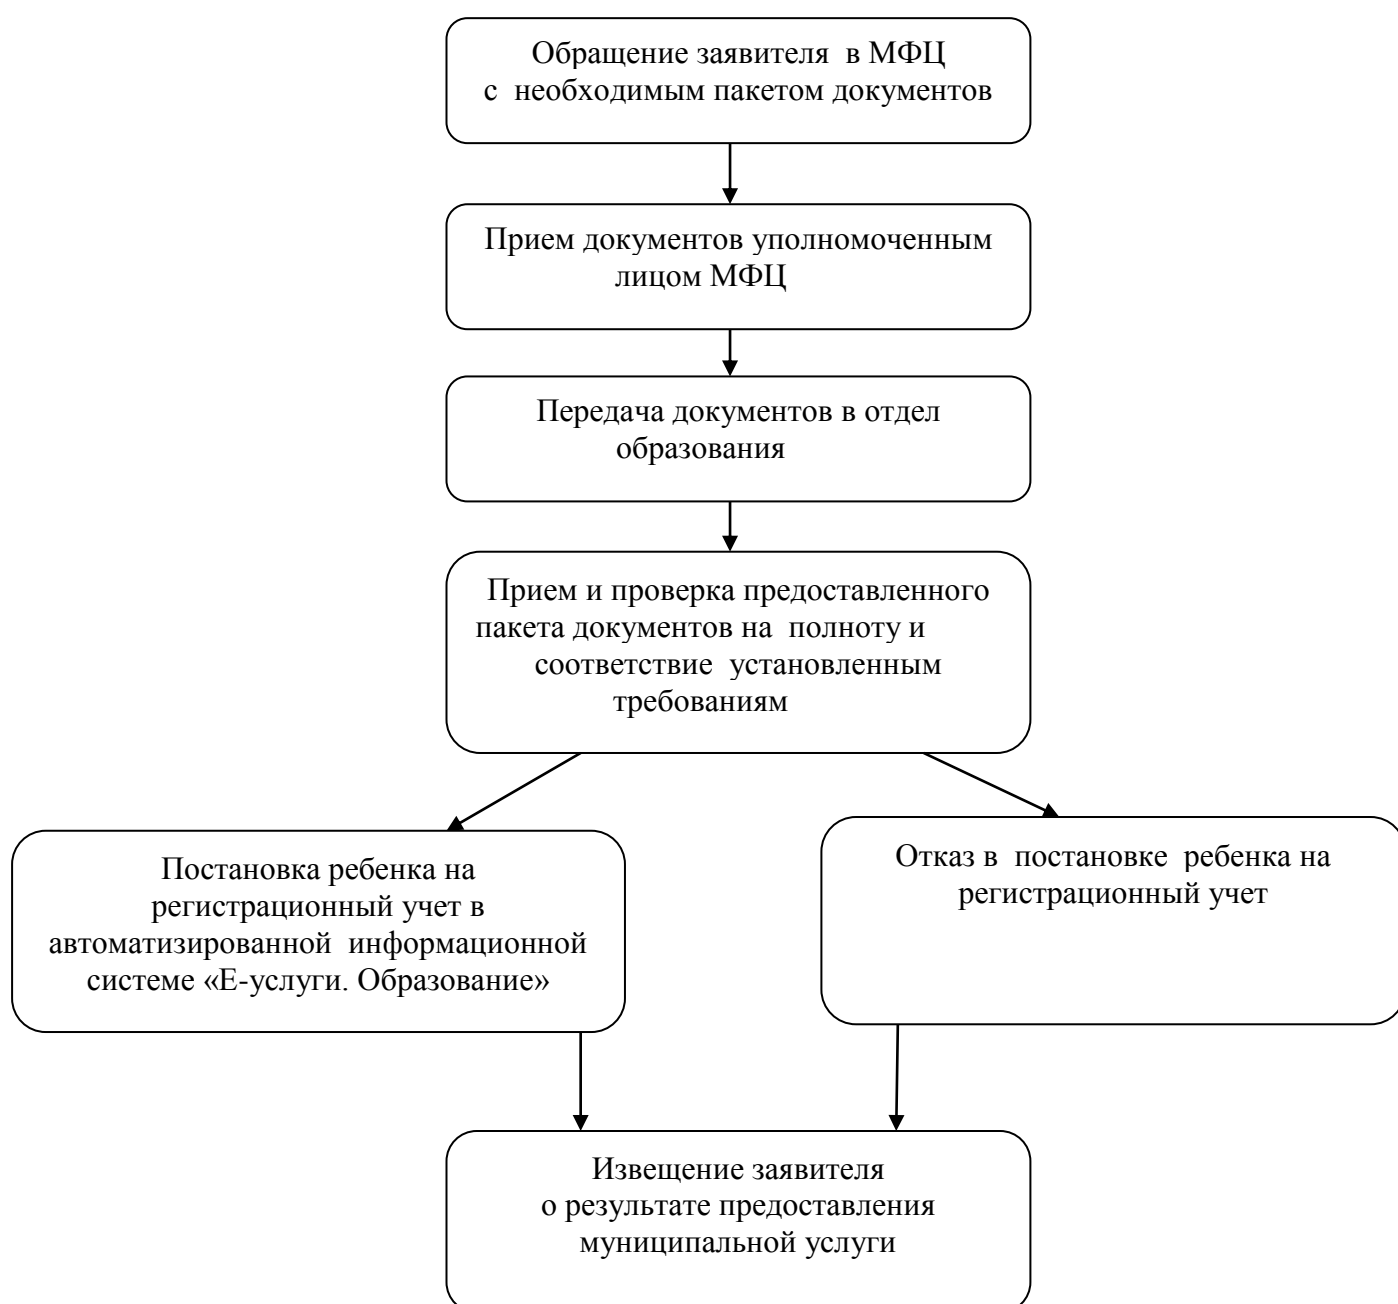 Обращение заявителя в МФЦ
с необходимым пакетом документов
Прием документов уполномоченным
лицом МФЦ
Передача документов в отдел
образования
Прием и проверка предоставленного
пакета документов на полноту и
соответствие установленным
требованиям
Постановка ребенка на
регистрационный учет в
автоматизированной информационной
системе «Е-услуги. Образование»
Отказ в постановке ребенка на
регистрационный учет
Извещение заявителя
о результате предоставления
муниципальной услуги